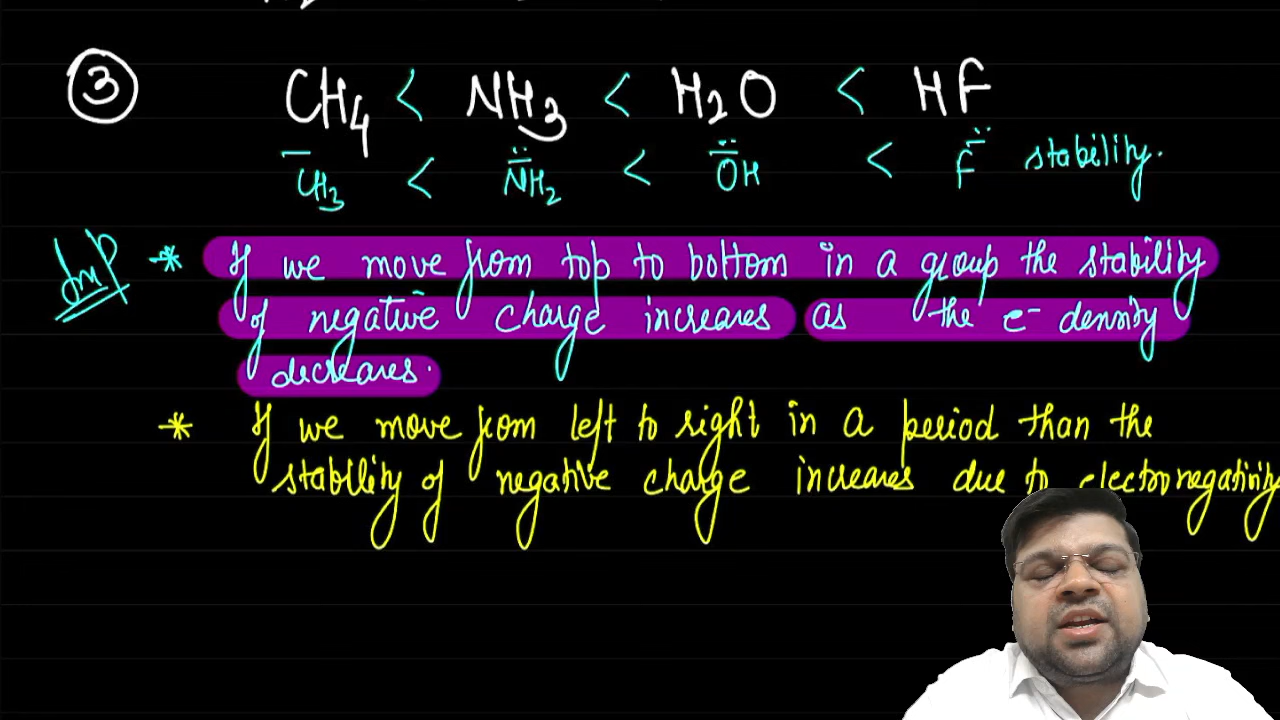 ③ CH₄ < NH₃ < H₂O < HF
⁻CH₃ < N̈⁻H₂ < Ö⁻H < F̈⁻ stability.
Imp * If we move from top to bottom in a group the stability
of negative charge increases as the e⁻ density
decreases.
* If we move from left to right in a period than the
stability of negative charge increases due to electronegativity